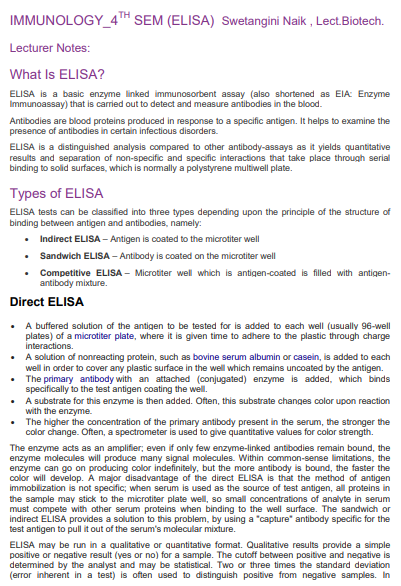 IMMUNOLOGY_4TH SEM (ELISA) Swetangini Naik , Lect.Biotech.
Lecturer Notes:
What Is ELISA?
ELISA is a basic enzyme linked immunosorbent assay (also shortened as EIA: Enzyme
Immunoassay) that is carried out to detect and measure antibodies in the blood.
Antibodies are blood proteins produced in response to a specific antigen. It helps to examine the
presence of antibodies in certain infectious disorders.
ELISA is a distinguished analysis compared to other antibody-assays as it yields quantitative
results and separation of non-specific and specific interactions that take place through serial
binding to solid surfaces, which is normally a polystyrene multiwell plate.
Types of ELISA
ELISA tests can be classified into three types depending upon the principle of the structure of
binding between antigen and antibodies, namely:
• Indirect ELISA – Antigen is coated to the microtiter well
• Sandwich ELISA – Antibody is coated on the microtiter well
• Competitive ELISA – Microtiter well which is antigen-coated is filled with antigen-
antibody mixture.
Direct ELISA
• A buffered solution of the antigen to be tested for is added to each well (usually 96-well
plates) of a microtiter plate, where it is given time to adhere to the plastic through charge
interactions.
• A solution of nonreacting protein, such as bovine serum albumin or casein, is added to each
well in order to cover any plastic surface in the well which remains uncoated by the antigen.
• The primary antibody with an attached (conjugated) enzyme is added, which binds
specifically to the test antigen coating the well.
• A substrate for this enzyme is then added. Often, this substrate changes color upon reaction
with the enzyme.
• The higher the concentration of the primary antibody present in the serum, the stronger the
color change. Often, a spectrometer is used to give quantitative values for color strength.
The enzyme acts as an amplifier; even if only few enzyme-linked antibodies remain bound, the
enzyme molecules will produce many signal molecules. Within common-sense limitations, the
enzyme can go on producing color indefinitely, but the more antibody is bound, the faster the
color will develop. A major disadvantage of the direct ELISA is that the method of antigen
immobilization is not specific; when serum is used as the source of test antigen, all proteins in
the sample may stick to the microtiter plate well, so small concentrations of analyte in serum
must compete with other serum proteins when binding to the well surface. The sandwich or
indirect ELISA provides a solution to this problem, by using a "capture" antibody specific for the
test antigen to pull it out of the serum's molecular mixture.
ELISA may be run in a qualitative or quantitative format. Qualitative results provide a simple
positive or negative result (yes or no) for a sample. The cutoff between positive and negative is
determined by the analyst and may be statistical. Two or three times the standard deviation
(error inherent in a test) is often used to distinguish positive from negative samples. In